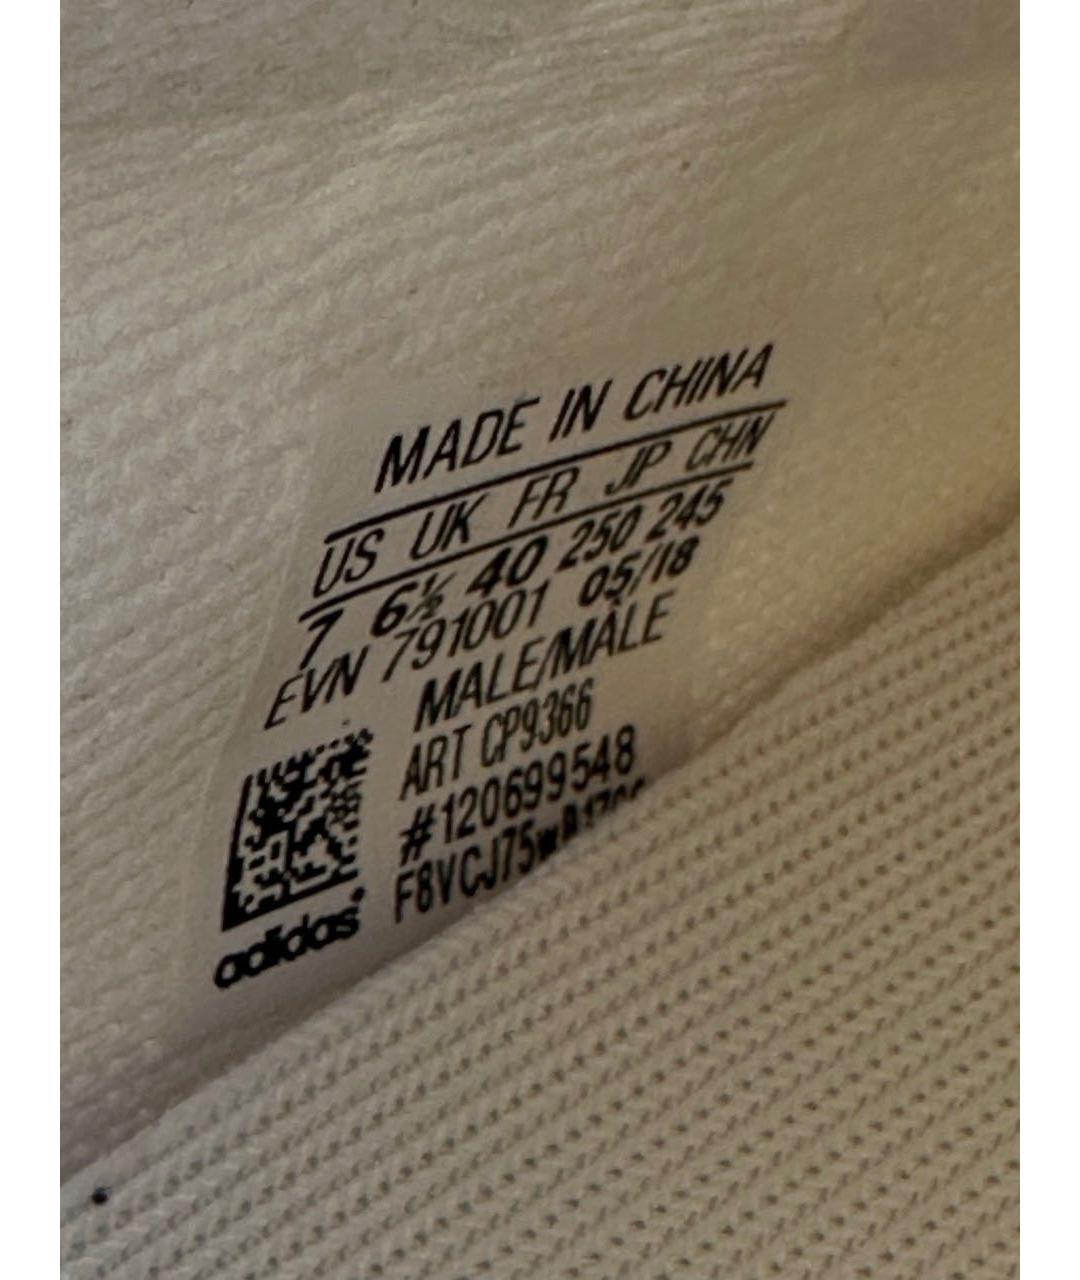 MADE IN CHINA
US UK FR JP CHN
7 6½ 40 250 245
EVN 791001 05/18
MALE/MÂLE
ART CP9366
#120699548
adidas